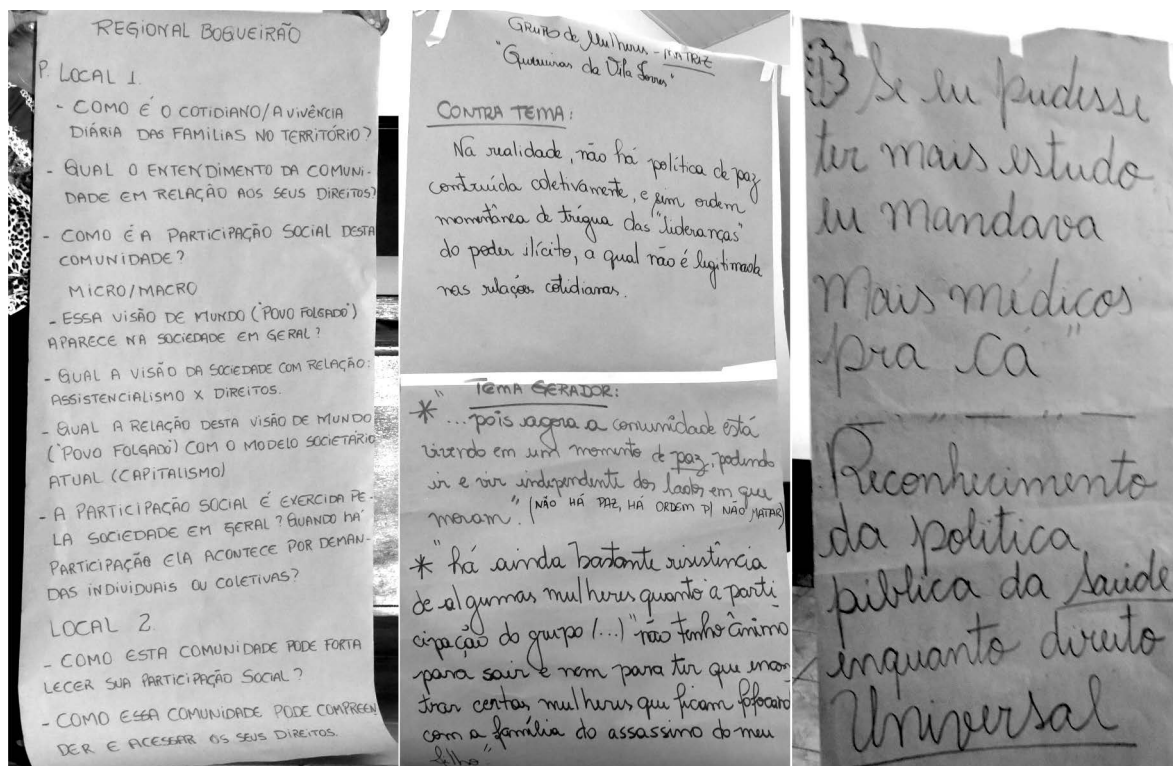 REGIONAL BOQUEIRÃO
P. LOCAL 1.
- COMO É O COTIDIANO/A VIVÊNCIA
DIÁRIA DAS FAMÍLIAS NO TERRITÓRIO?
- QUAL O ENTENDIMENTO DA COMUNI-
DADE EM RELAÇÃO AOS SEUS DIREITOS?
- COMO É A PARTICIPAÇÃO SOCIAL DESTA
COMUNIDADE?
MICRO/MACRO
- ESSA VISÃO DE MUNDO ('POVO FOLGADO')
APARECE NA SOCIEDADE EM GERAL?
- QUAL A VISÃO DA SOCIEDADE COM RELAÇÃO:
ASSISTENCIALISMO X DIREITOS.
- QUAL A RELAÇÃO DESTA VISÃO DE MUNDO
('POVO FOLGADO') COM O MODELO SOCIETÁRIO
ATUAL (CAPITALISMO)
- A PARTICIPAÇÃO SOCIAL É EXERCIDA PE-
LA SOCIEDADE EM GERAL? QUANDO HÁ
PARTICIPAÇÃO ELA ACONTECE POR DEMAN-
DAS INDIVIDUAIS OU COLETIVAS?
LOCAL 2.
- COMO ESTA COMUNIDADE PODE FORTA
LECER SUA PARTICIPAÇÃO SOCIAL?
- COMO ESSA COMUNIDADE PODE COMPREEN
DER E ACESSAR OS SEUS DIREITOS.
Grupo de Mulheres - MATRIZ
"Guerreiras da Vila Torres"
CONTRA TEMA:
Na realidade, não há política de paz
construída coletivamente, e sim ordem
momentânea de trégua das "lideranças"
do poder ilícito, a qual não é legitimada
nas relações cotidianas.
TEMA GERADOR:
* "...pois agora a comunidade está
vivendo em um momento de paz, podendo
ir e vir independente dos lados em que
moram." (NÃO HÁ PAZ, HÁ ORDEM P/ NÃO MATAR)
* "há ainda bastante resistência
de algumas mulheres quanto a parti
cipação do grupo (...) "não tenho ânimo
para sair e nem para ter que encon
trar certas mulheres que ficam fofocando
com a família do assassino do meu
filho"
Se eu pudesse
ter mais estudo
eu mandava
mais médicos
pra cá"
Reconhecimento
da política
pública da saúde
enquanto direito
Universal